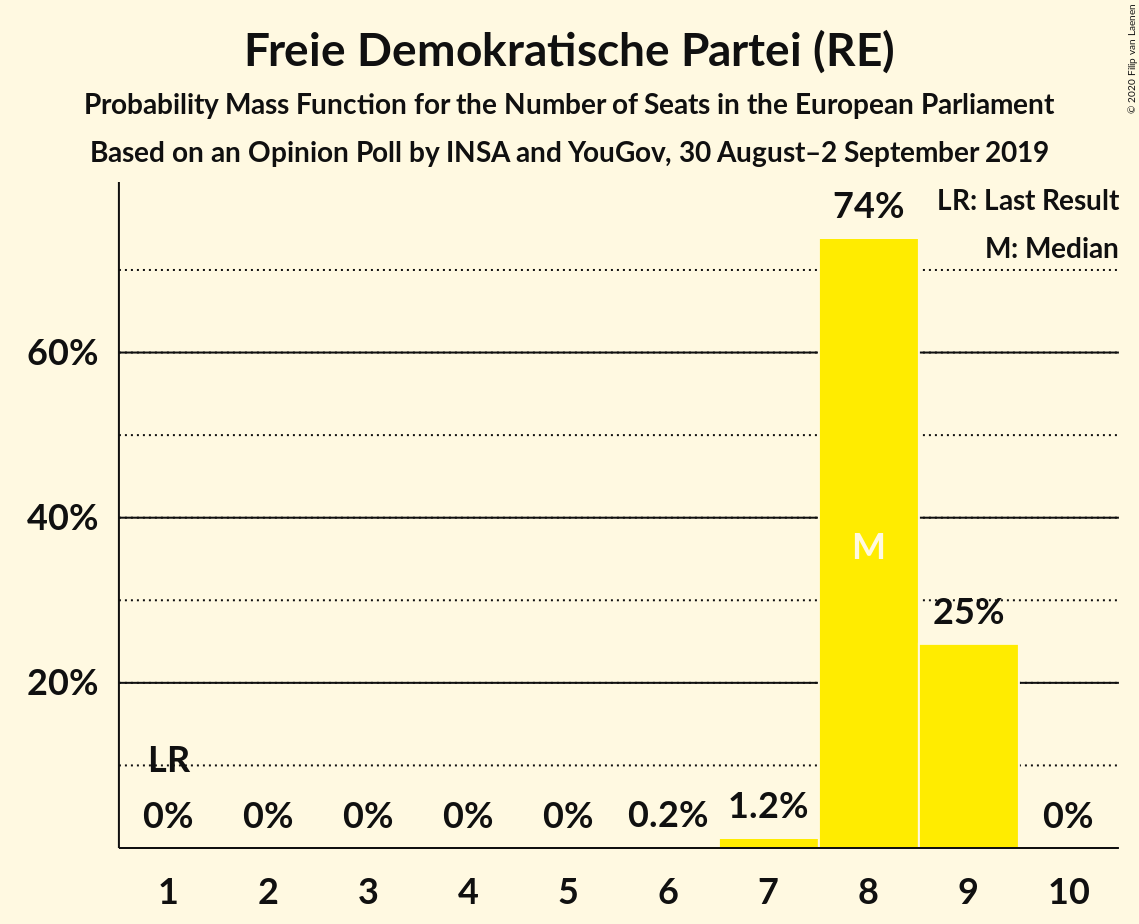 Freie Demokratische Partei (RE)
Probability Mass Function for the Number of Seats in the European Parliament
Based on an Opinion Poll by INSA and YouGov, 30 August–2 September 2019
© 2020 Filip van Laenen
LR: Last Result
M: Median
74%
60%
40%
M
25%
20%
LR
0% 0% 0% 0% 0% 0.2% 1.2% 0%
1 2 3 4 5 6 7 8 9 10